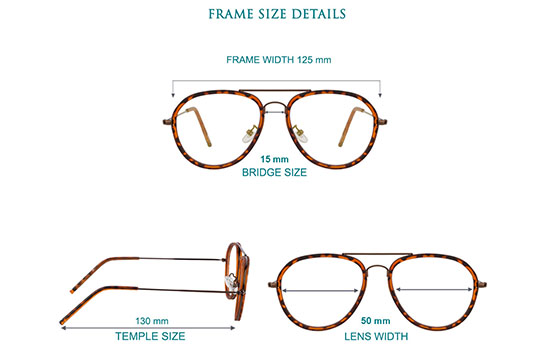 FRAME SIZE DETAILS
FRAME WIDTH 125 mm
15 mm
BRIDGE SIZE
130 mm
TEMPLE SIZE
50 mm
LENS WIDTH